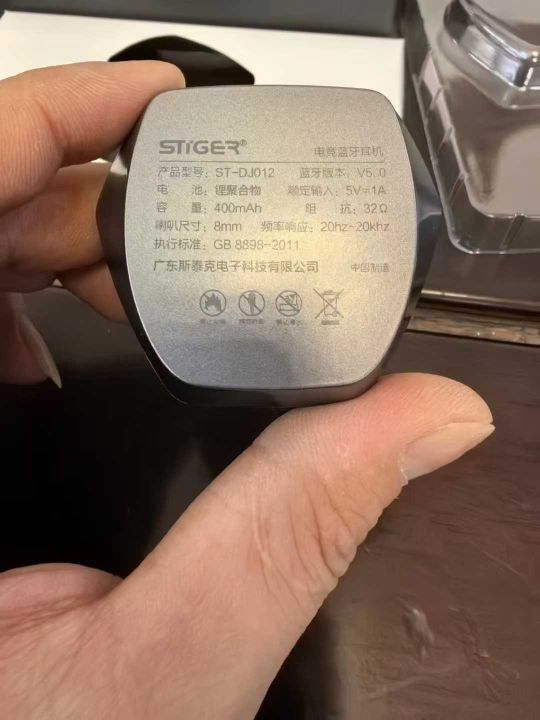 STiGER® 电竞蓝牙耳机
产品型号: ST-DJ012 蓝牙版本: V5.0
电 池: 锂聚合物 额定输入: 5V=1A
容 量: 400mAh 阻 抗: 32Ω
喇叭尺寸: 8mm 频率响应: 20hz~20khz
执行标准: GB 8898-2011
广东斯泰克电子科技有限公司 中国制造